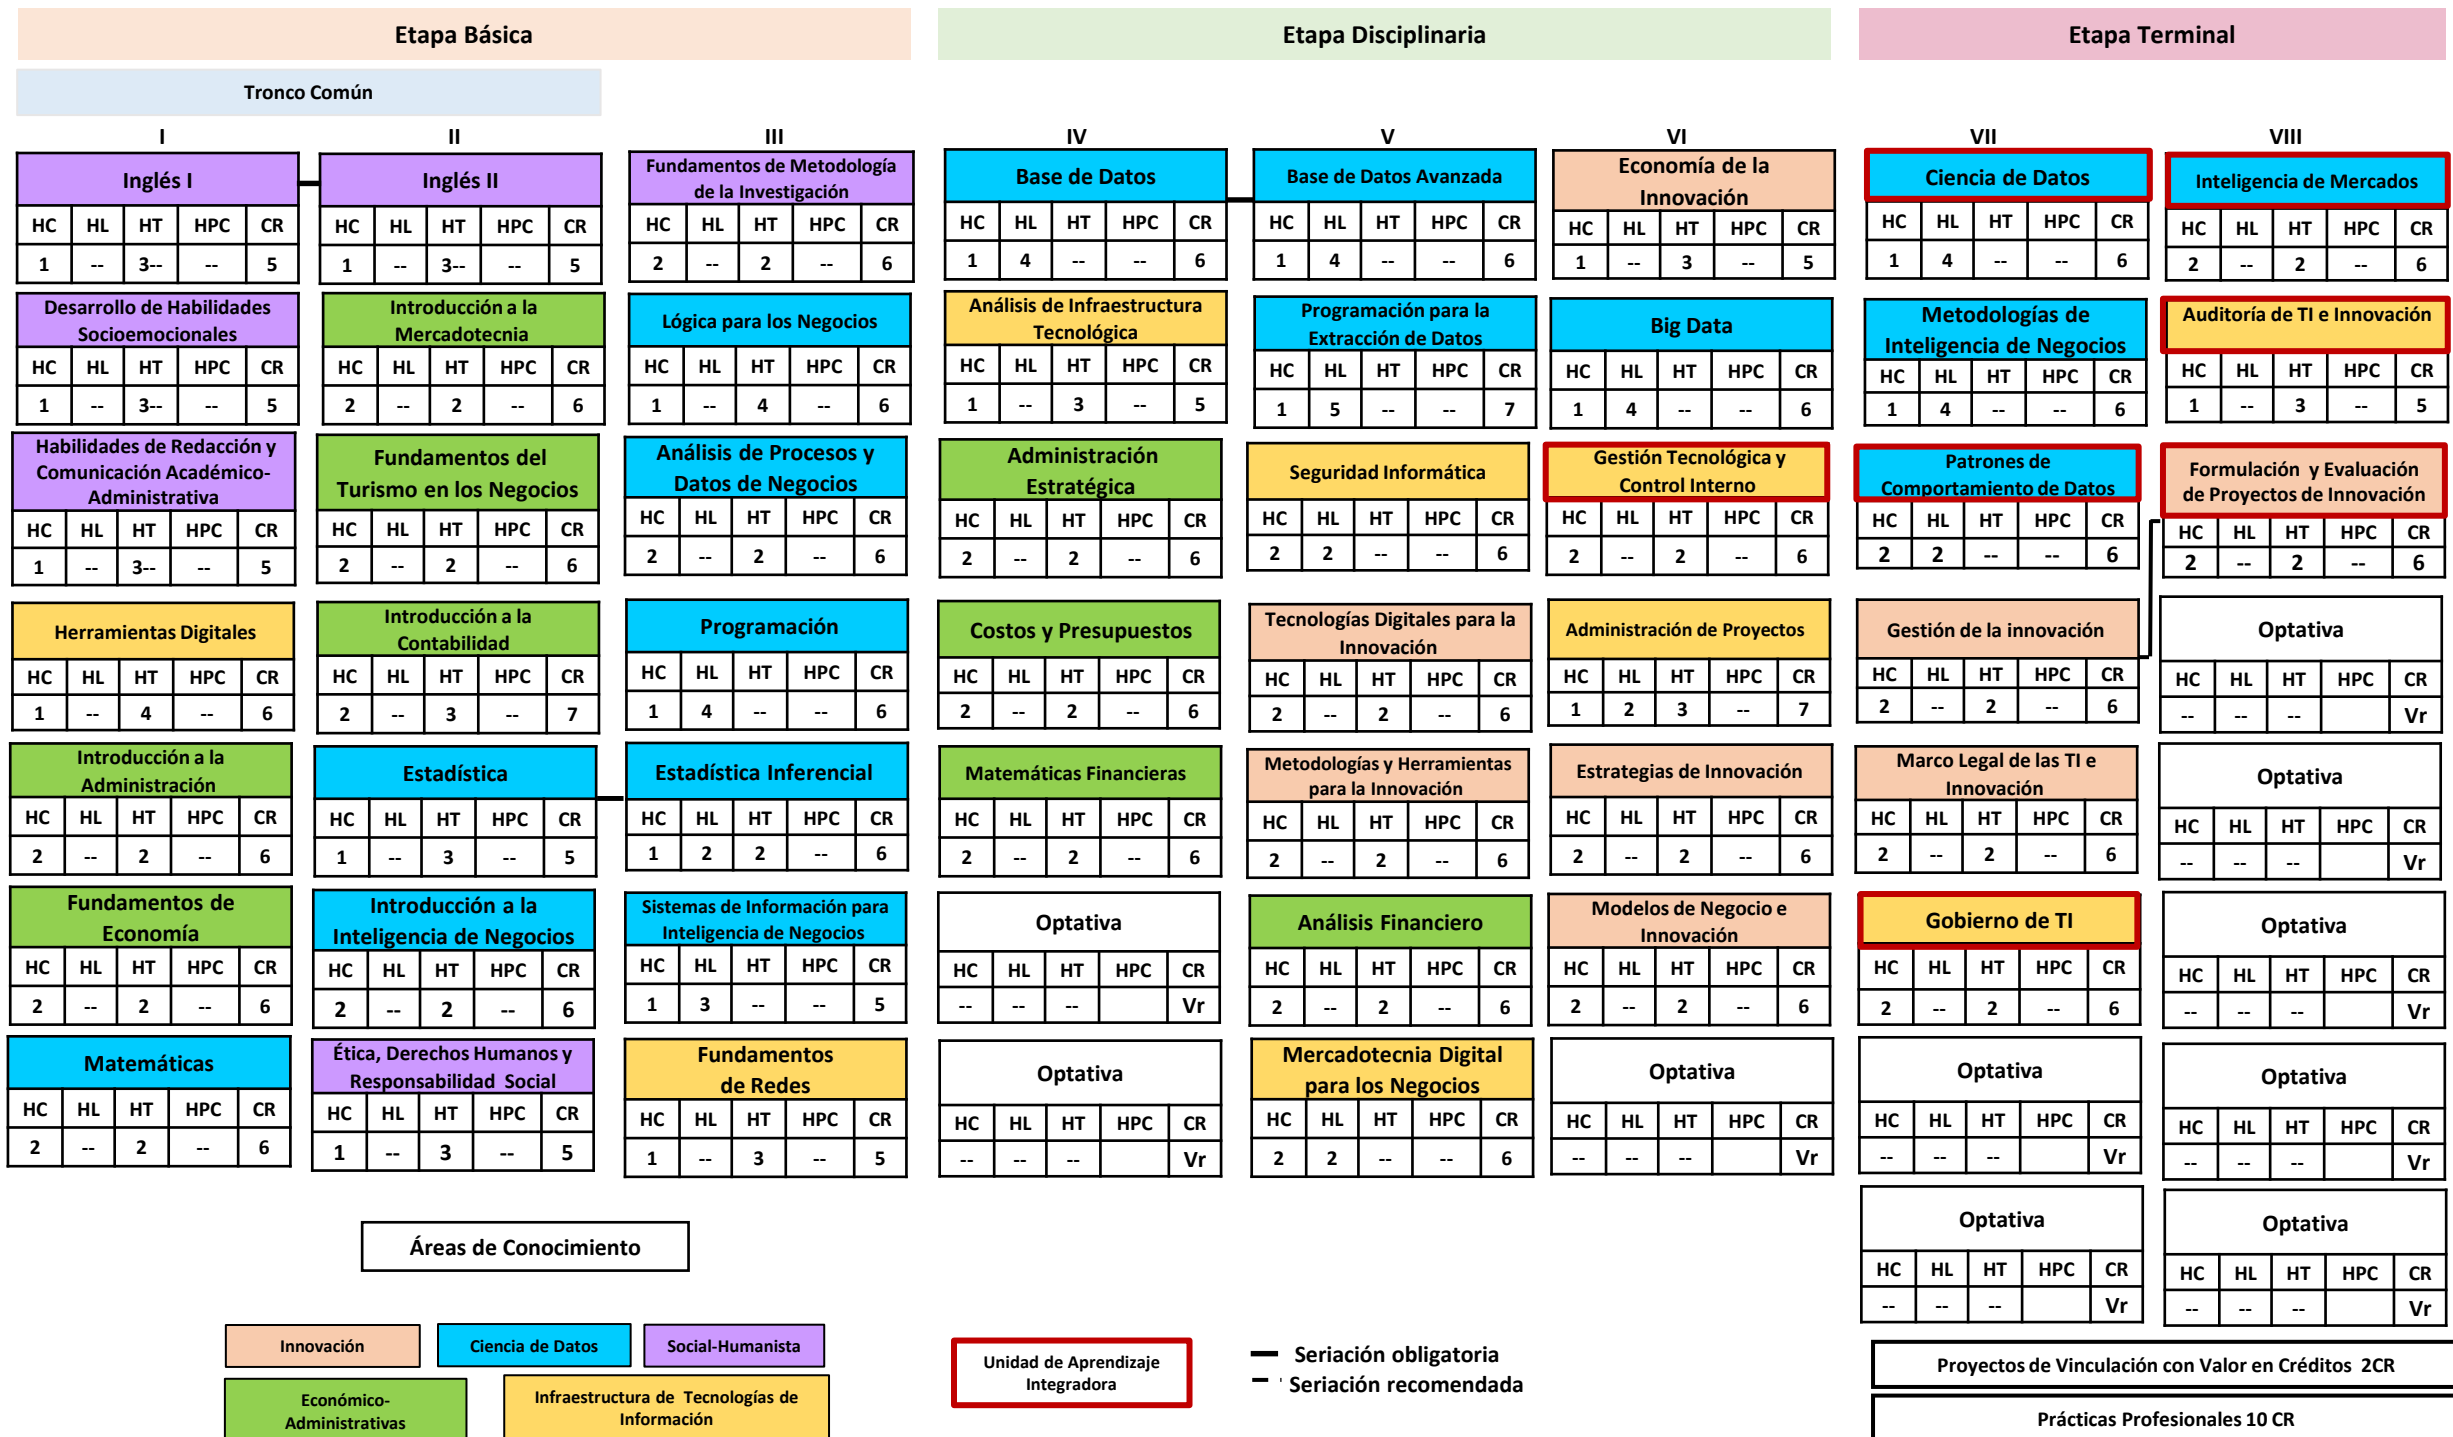 Etapa Básica
Etapa Disciplinaria
Etapa Terminal
Tronco Común
I
Inglés I
HC HL HT HPC CR
1 -- 3-- -- 5
Desarrollo de Habilidades
Socioemocionales
HC HL HT HPC CR
1 -- 3-- -- 5
Habilidades de Redacción y
Comunicación Académico-
Administrativa
HC HL HT HPC CR
1 -- 3-- -- 5
Herramientas Digitales
HC HL HT HPC CR
1 -- 4 -- 6
Introducción a la
Administración
HC HL HT HPC CR
2 -- 2 -- 6
Fundamentos de
Economía
HC HL HT HPC CR
2 -- 2 -- 6
Matemáticas
HC HL HT HPC CR
2 -- 2 -- 6
II
Inglés II
HC HL HT HPC CR
1 -- 3-- -- 5
Introducción a la
Mercadotecnia
HC HL HT HPC CR
2 -- 2 -- 6
Fundamentos del
Turismo en los Negocios
HC HL HT HPC CR
2 -- 2 -- 6
Introducción a la
Contabilidad
HC HL HT HPC CR
2 -- 3 -- 7
Estadística
HC HL HT HPC CR
1 -- 3 -- 5
Introducción a la
Inteligencia de Negocios
HC HL HT HPC CR
2 -- 2 -- 6
Ética, Derechos Humanos y
Responsabilidad Social
HC HL HT HPC CR
1 -- 3 -- 5
III
Fundamentos de Metodología
de la Investigación
HC HL HT HPC CR
2 -- 2 -- 6
Lógica para los Negocios
HC HL HT HPC CR
1 -- 4 -- 6
Análisis de Procesos y
Datos de Negocios
HC HL HT HPC CR
2 -- 2 -- 6
Programación
HC HL HT HPC CR
1 4 -- -- 6
Estadística Inferencial
HC HL HT HPC CR
1 2 2 -- 6
Sistemas de Información para
Inteligencia de Negocios
HC HL HT HPC CR
1 3 -- -- 5
Fundamentos
de Redes
HC HL HT HPC CR
1 -- 3 -- 5
IV
Base de Datos
HC HL HT HPC CR
1 4 -- -- 6
Análisis de Infraestructura
Tecnológica
HC HL HT HPC CR
1 -- 3 -- 5
Administración
Estratégica
HC HL HT HPC CR
2 -- 2 -- 6
Costos y Presupuestos
HC HL HT HPC CR
2 -- 2 -- 6
Matemáticas Financieras
HC HL HT HPC CR
2 -- 2 -- 6
Optativa
HC HL HT HPC CR
-- -- -- Vr
Optativa
HC HL HT HPC CR
-- -- -- Vr
V
Base de Datos Avanzada
HC HL HT HPC CR
1 4 -- -- 6
Programación para la
Extracción de Datos
HC HL HT HPC CR
1 5 -- -- 7
Seguridad Informática
HC HL HT HPC CR
2 2 -- -- 6
Tecnologías Digitales para la
Innovación
HC HL HT HPC CR
2 -- 2 -- 6
Metodologías y Herramientas
para la Innovación
HC HL HT HPC CR
2 -- 2 -- 6
Análisis Financiero
HC HL HT HPC CR
2 -- 2 -- 6
Mercadotecnia Digital
para los Negocios
HC HL HT HPC CR
2 2 -- -- 6
VI
Economía de la
Innovación
HC HL HT HPC CR
1 -- 3 -- 5
Big Data
HC HL HT HPC CR
1 4 -- -- 6
Gestión Tecnológica y
Control Interno
HC HL HT HPC CR
2 -- 2 -- 6
Administración de Proyectos
HC HL HT HPC CR
1 2 3 -- 7
Estrategias de Innovación
HC HL HT HPC CR
2 -- 2 -- 6
Modelos de Negocio e
Innovación
HC HL HT HPC CR
2 -- 2 -- 6
Optativa
HC HL HT HPC CR
-- -- -- Vr
VII
Ciencia de Datos
HC HL HT HPC CR
1 4 -- -- 6
Metodologías de
Inteligencia de Negocios
HC HL HT HPC CR
1 4 -- -- 6
Patrones de
Comportamiento de Datos
HC HL HT HPC CR
2 2 -- -- 6
Gestión de la innovación
HC HL HT HPC CR
2 -- 2 -- 6
Marco Legal de las TI e
Innovación
HC HL HT HPC CR
2 -- 2 -- 6
Gobierno de TI
HC HL HT HPC CR
2 -- 2 -- 6
Optativa
HC HL HT HPC CR
-- -- -- Vr
Optativa
HC HL HT HPC CR
-- -- -- Vr
VIII
Inteligencia de Mercados
HC HL HT HPC CR
2 -- 2 -- 6
Auditoría de TI e Innovación
HC HL HT HPC CR
1 -- 3 -- 5
Formulación y Evaluación
de Proyectos de Innovación
HC HL HT HPC CR
2 -- 2 -- 6
Optativa
HC HL HT HPC CR
-- -- -- Vr
Optativa
HC HL HT HPC CR
-- -- -- Vr
Optativa
HC HL HT HPC CR
-- -- -- Vr
Optativa
HC HL HT HPC CR
-- -- -- Vr
Optativa
HC HL HT HPC CR
-- -- -- Vr
Áreas de Conocimiento
Innovación
Ciencia de Datos
Social-Humanista
Económico-
Administrativas
Infraestructura de Tecnologías de
Información
Unidad de Aprendizaje
Integradora
Seriación obligatoria
Seriación recomendada
Proyectos de Vinculación con Valor en Créditos 2CR
Prácticas Profesionales 10 CR